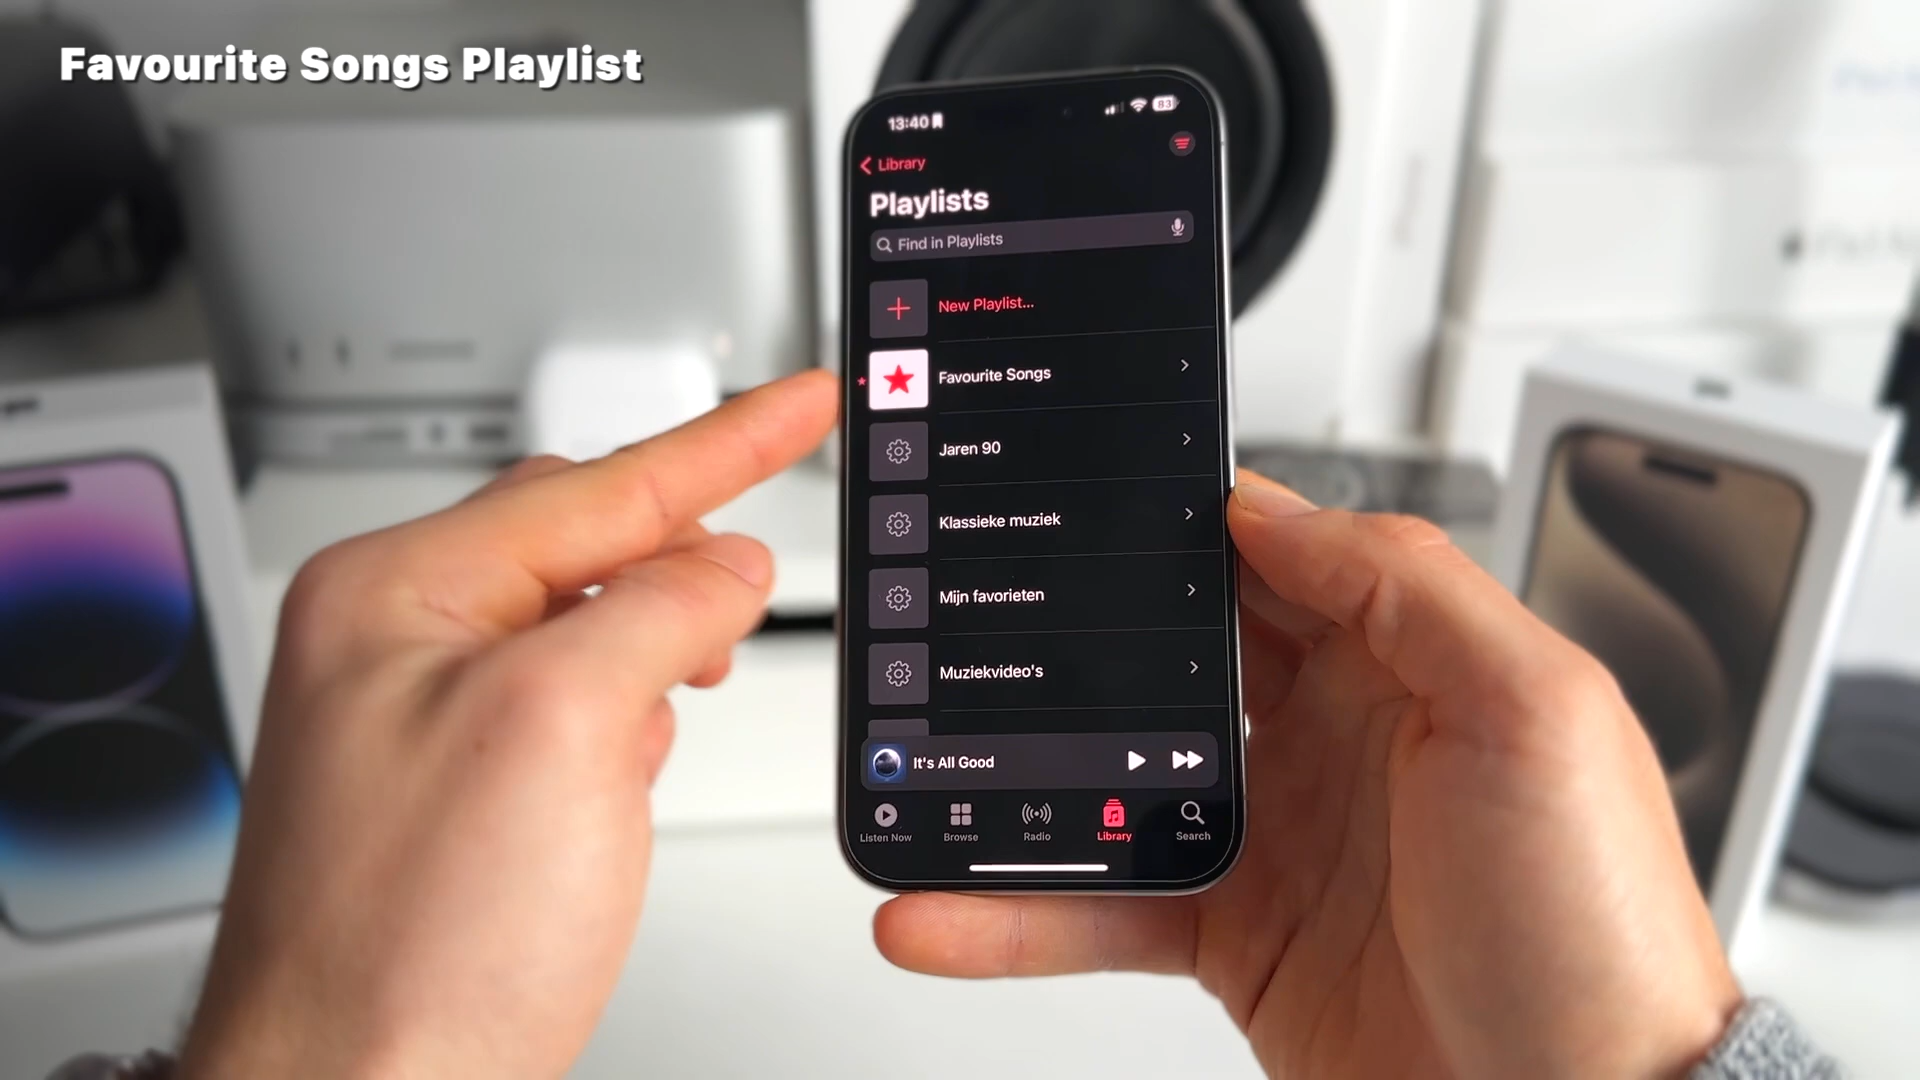 Favourite Songs Playlist
13:40
83
Library
Playlists
Find in Playlists
New Playlist...
Favourite Songs
Jaren 90
Klassieke muziek
Mijn favorieten
Muziekvideo's
It's All Good
Listen Now
Browse
Radio
Library
Search